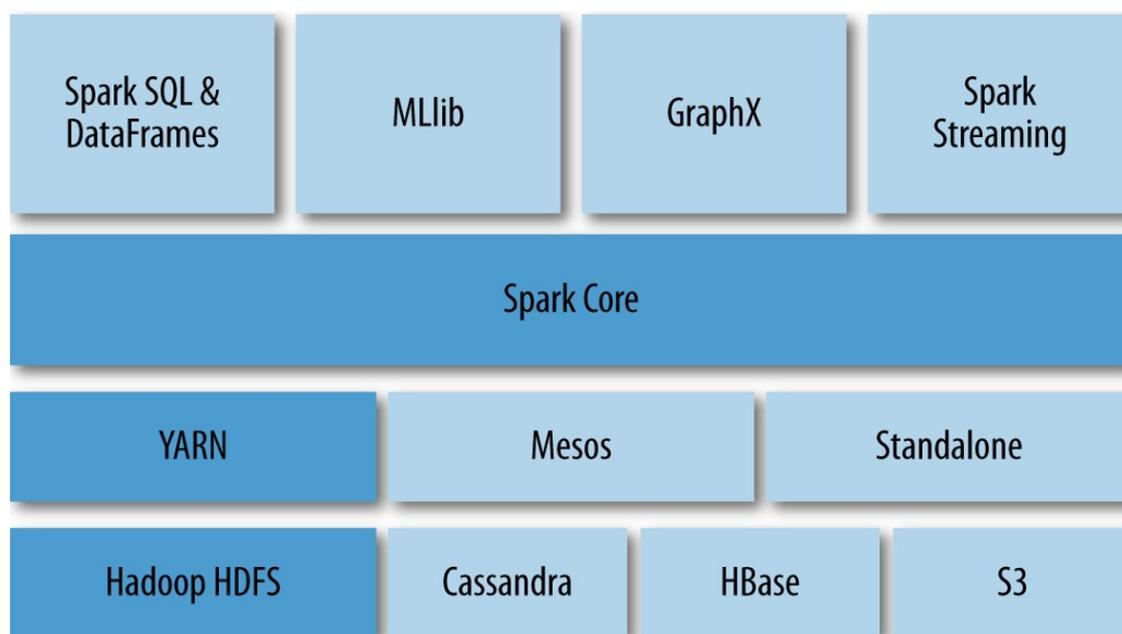 Spark SQL &
DataFrames
MLlib
GraphX
Spark
Streaming
Spark Core
YARN
Mesos
Standalone
Hadoop HDFS
Cassandra
HBase
S3